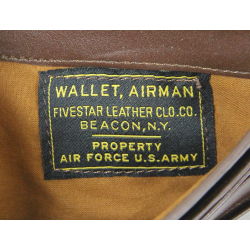 WALLET, AIRMAN
FIVESTAR LEATHER CLO.CO.
BEACON, N.Y.
PROPERTY
AIR FORCE U.S.ARMY